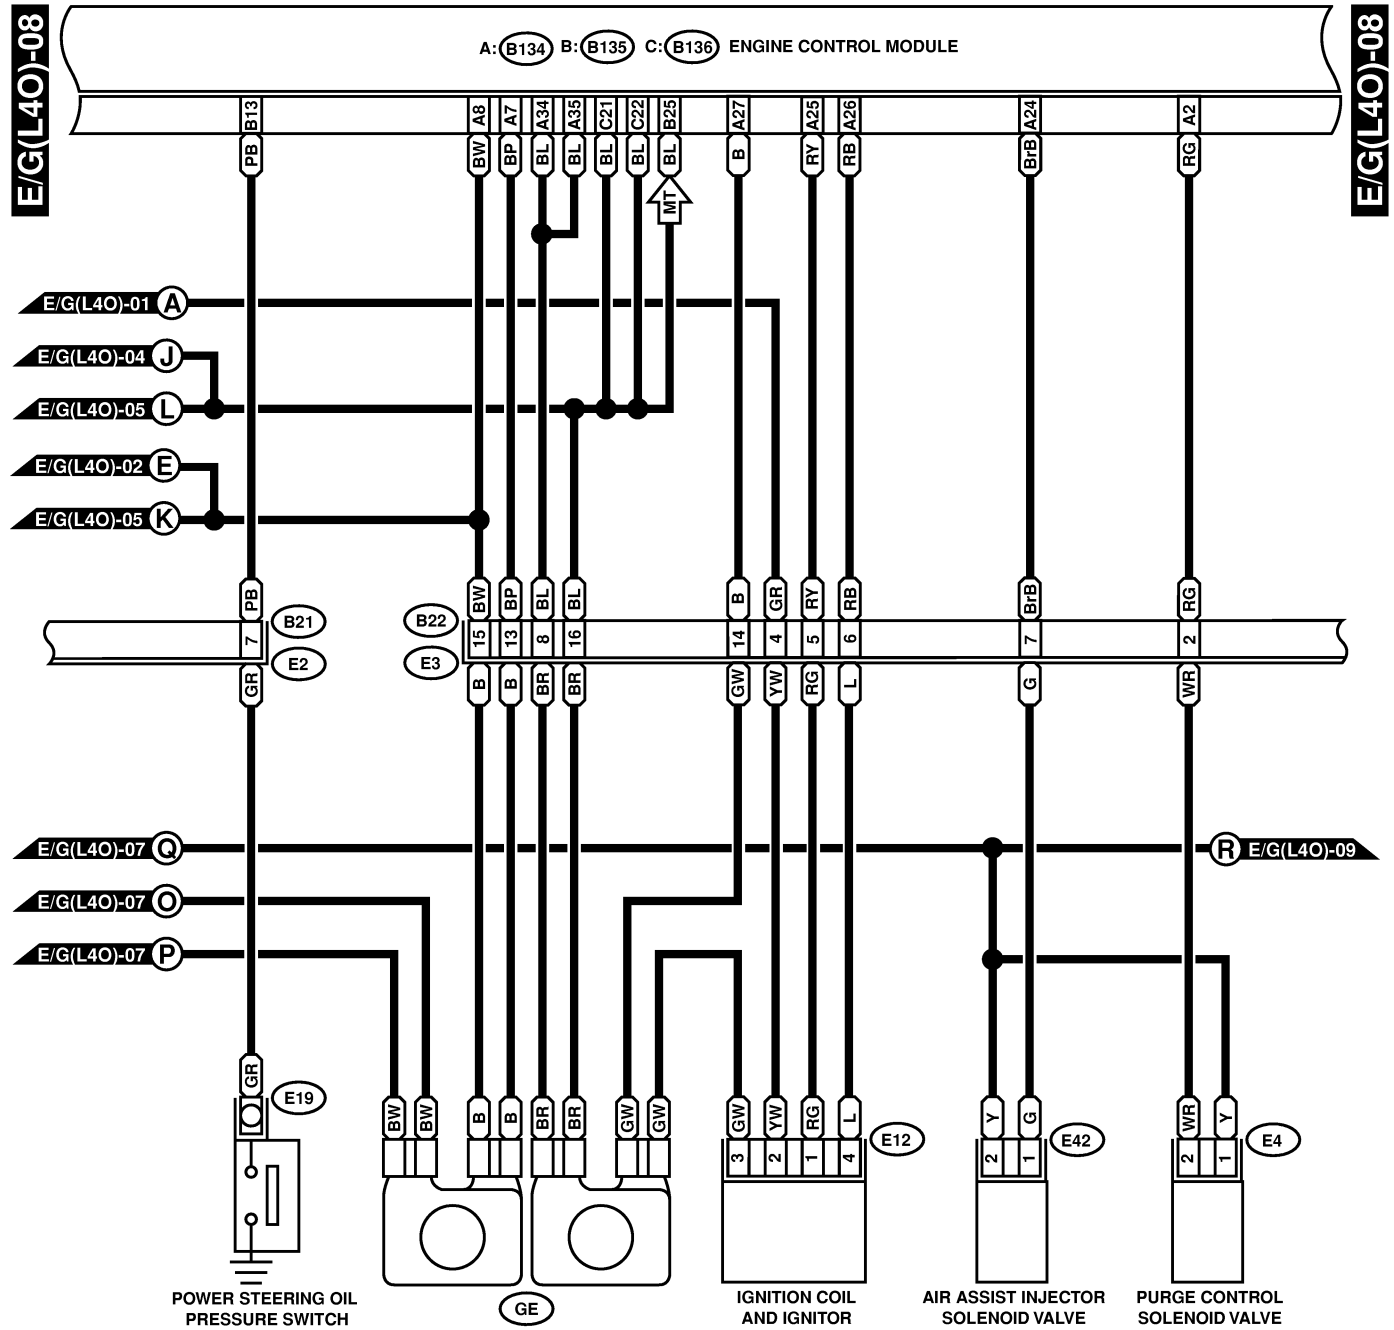 E/G(L4O)-08
E/G(L4O)-08
A: B134 B: B135 C: B136 ENGINE CONTROL MODULE
B13 A8 A7 A34 A35 C21 C22 B25 A27 A25 A26 A24 A2
PB BW BP BL BL BL BL BL B RY RB BrB RG
MT
E/G(L4O)-01 A
E/G(L4O)-04 J
E/G(L4O)-05 L
E/G(L4O)-02 E
E/G(L4O)-05 K
PB BW BP BL BL B GR RY RB BrB RG
B21 B22
7 15 13 8 16 14 4 5 6 7 2
E2 E3
GR B B BR BR GW YW RG L G WR
E/G(L4O)-07 Q
R E/G(L4O)-09
E/G(L4O)-07 O
E/G(L4O)-07 P
GR
E19
BW BW B B BR BR GW GW GW YW RG L Y G WR Y
3 2 1 4 E12 2 1 E42 2 1 E4
POWER STEERING OIL
PRESSURE SWITCH
GE
IGNITION COIL
AND IGNITOR
AIR ASSIST INJECTOR
SOLENOID VALVE
PURGE CONTROL
SOLENOID VALVE